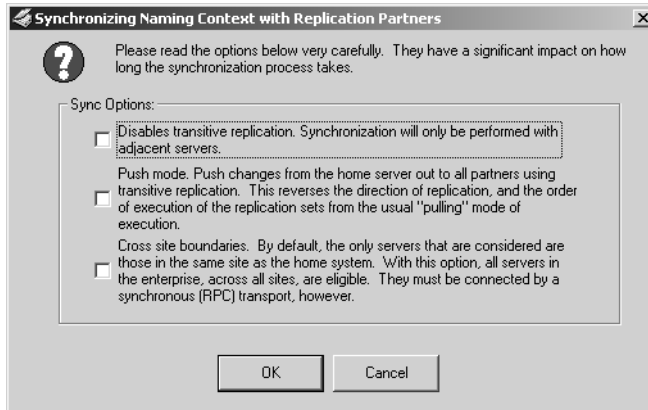 Synchronizing Naming Context with Replication Partners
Please read the options below very carefully.  They have a significant impact on how
long the synchronization process takes.
Sync Options:
Disables transitive replication. Synchronization will only be performed with
adjacent servers.
Push mode. Push changes from the home server out to all partners using
transitive replication.  This reverses the direction of replication, and the order
of execution of the replication sets from the usual "pulling" mode of
execution.
Cross site boundaries.  By default, the only servers that are considered are
those in the same site as the home system.  With this option, all servers in
the enterprise, across all sites, are eligible.  They must be connected by a
synchronous (RPC) transport, however.
OK
Cancel